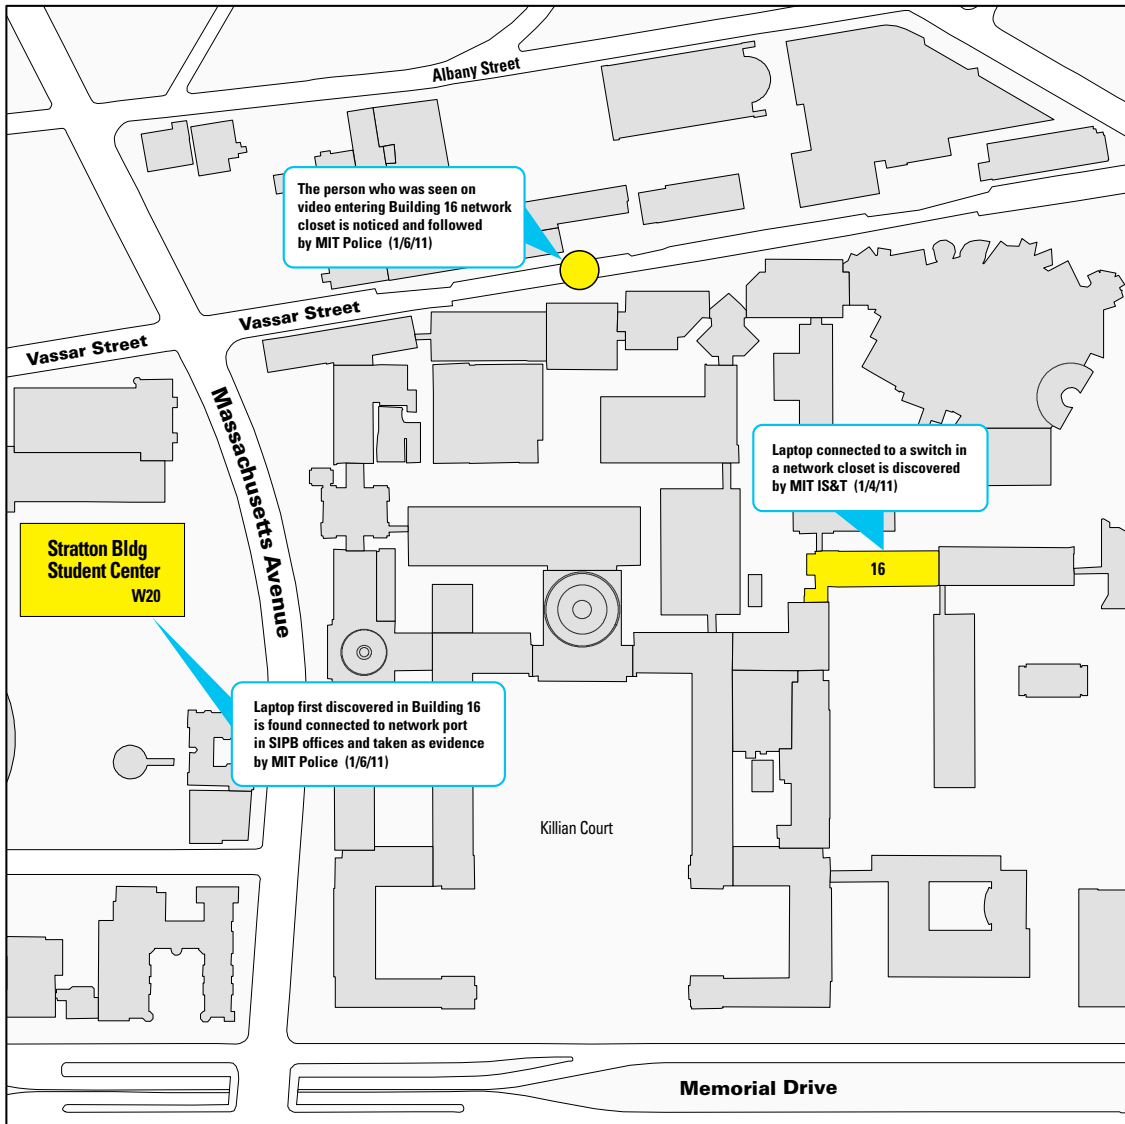 Albany Street
The person who was seen on
video entering Building 16 network
closet is noticed and followed
by MIT Police (1/6/11)
Vassar Street
Vassar Street
Massachusetts Avenue
Laptop connected to a switch in
a network closet is discovered
by MIT IS&T (1/4/11)
Stratton Bldg
Student Center
W20
16
Laptop first discovered in Building 16
is found connected to network port
in SIPB offices and taken as evidence
by MIT Police (1/6/11)
Killian Court
Memorial Drive